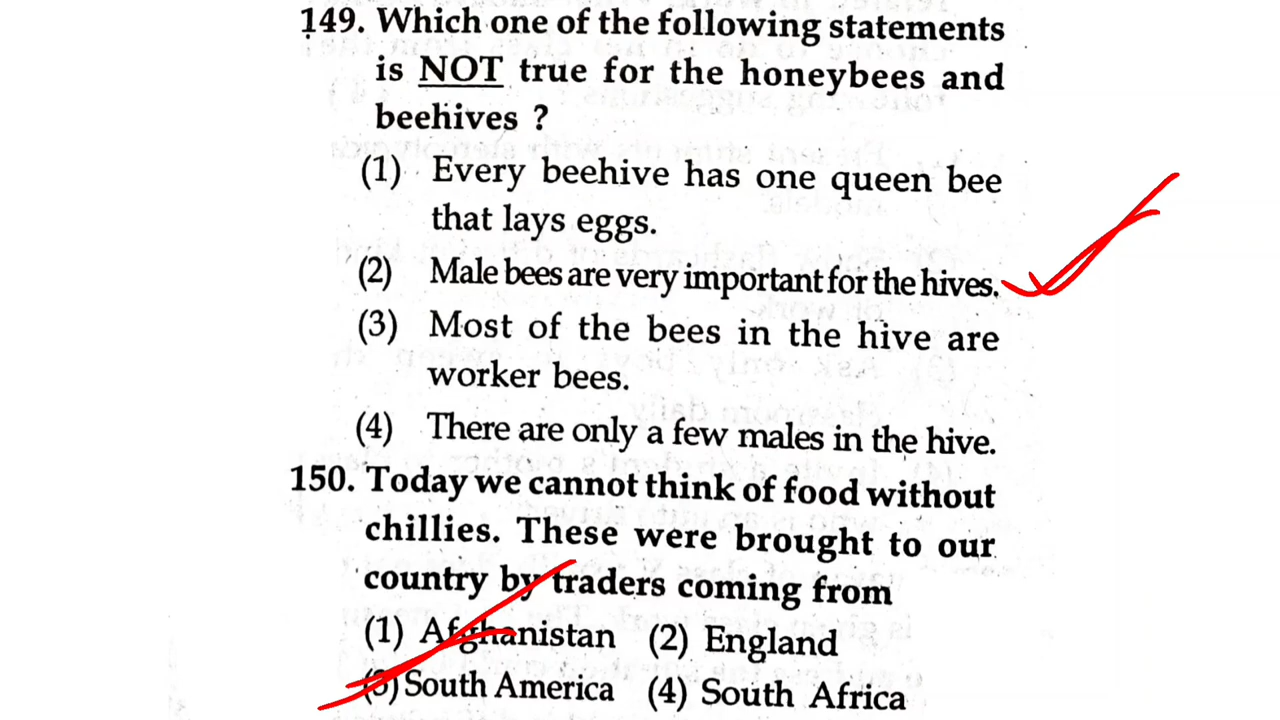 149. Which one of the following statements
is NOT true for the honeybees and
beehives ?
(1) Every beehive has one queen bee
that lays eggs.
(2) Male bees are very important for the hives.
(3) Most of the bees in the hive are
worker bees.
(4) There are only a few males in the hive.
150. Today we cannot think of food without
chillies. These were brought to our
country by traders coming from
(1) Afghanistan (2) England
(3) South America (4) South Africa